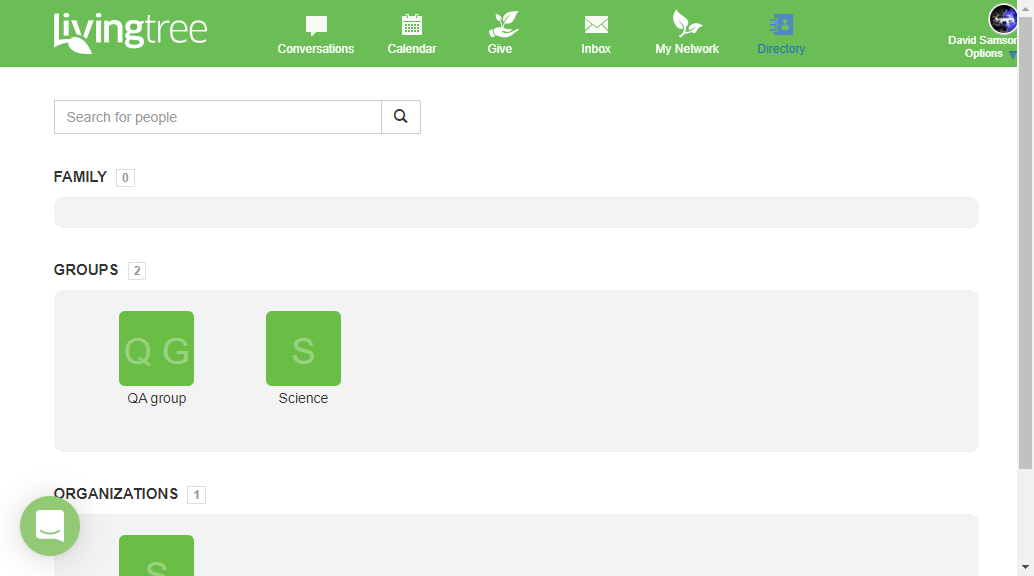 livingtree
Conversations
Calendar
Give
Inbox
My Network
Directory
David Samson
Options
Search for people
FAMILY 0
GROUPS 2
Q G
S
QA group
Science
ORGANIZATIONS 1
S